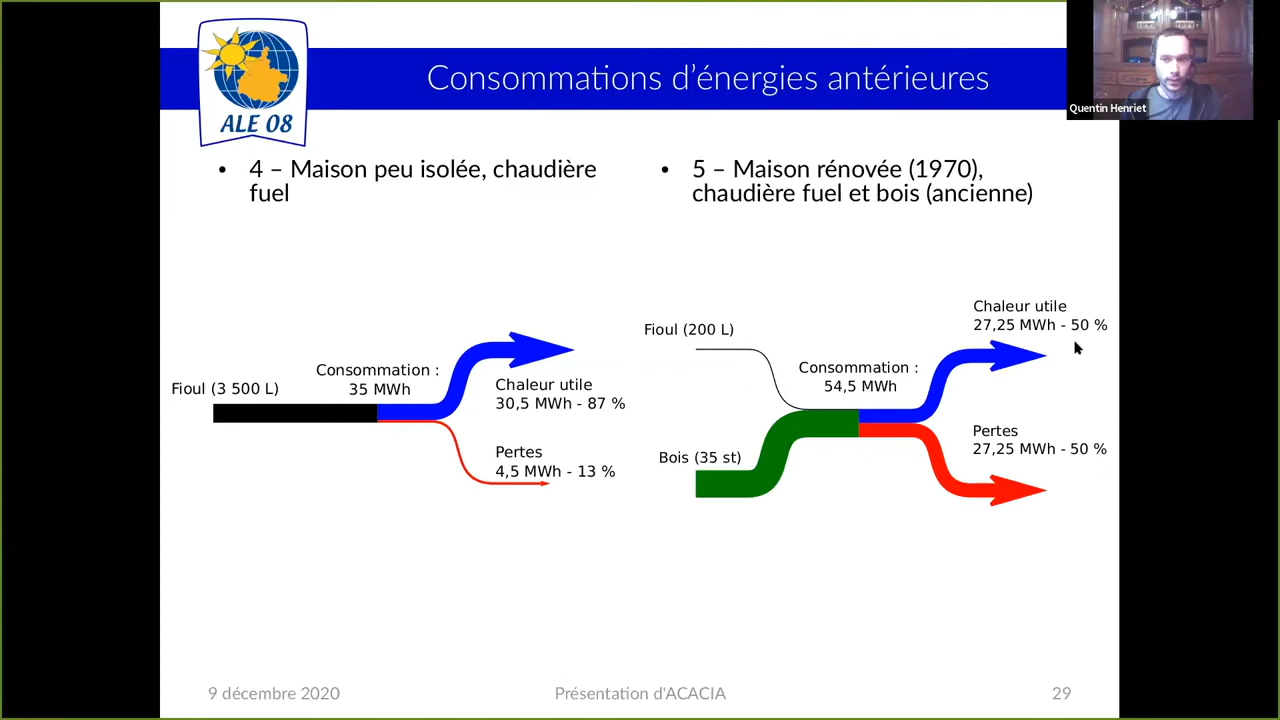 Consommations d'énergies antérieures
ALE 08
Quentin Henriet
• 4 – Maison peu isolée, chaudière
fuel
• 5 – Maison rénovée (1970),
chaudière fuel et bois (ancienne)
Fioul (3 500 L)
Consommation :
35 MWh
Chaleur utile
30,5 MWh - 87 %
Pertes
4,5 MWh - 13 %
Fioul (200 L)
Bois (35 st)
Consommation :
54,5 MWh
Chaleur utile
27,25 MWh - 50 %
Pertes
27,25 MWh - 50 %
9 décembre 2020
Présentation d'ACACIA
29